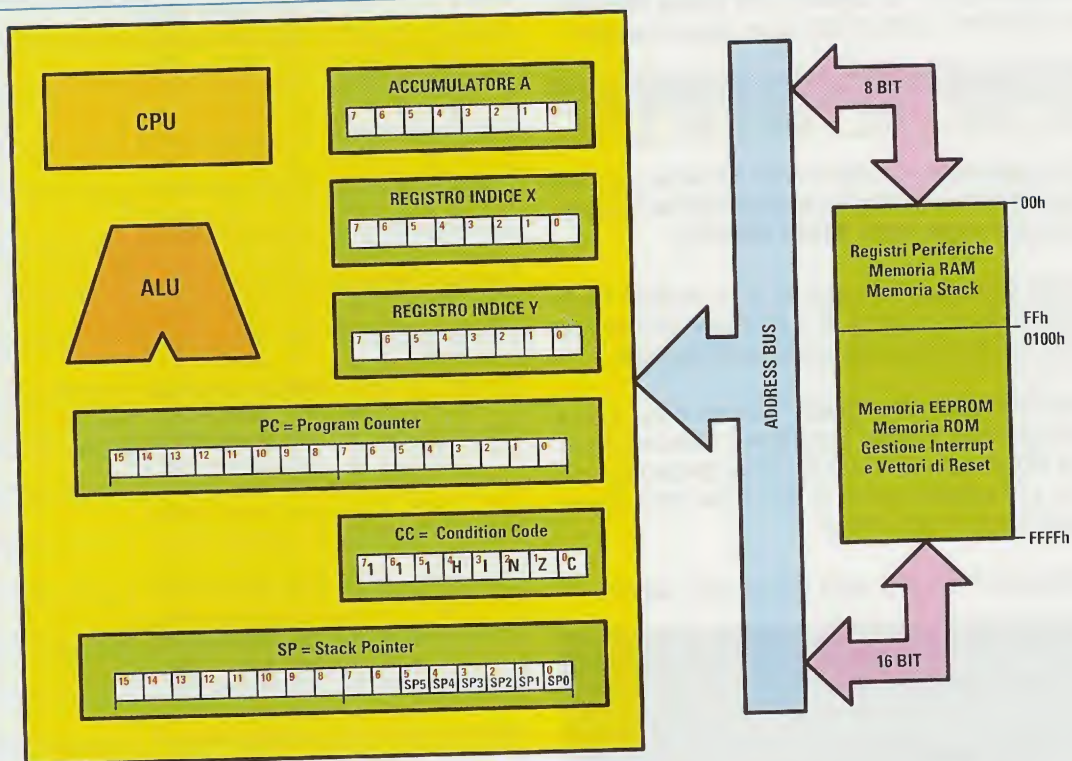 CPU
ALU
ACCUMULATORE A
7 6 5 4 3 2 1 0
REGISTRO INDICE X
7 6 5 4 3 2 1 0
REGISTRO INDICE Y
7 6 5 4 3 2 1 0
PC = Program Counter
15 14 13 12 11 10 9 8 7 6 5 4 3 2 1 0
CC = Condition Code
7 6 5 4 3 2 1 0
1 1 1 H I N Z C
SP = Stack Pointer
15 14 13 12 11 10 9 8 7 6 5 4 3 2 1 0
SP5 SP4 SP3 SP2 SP1 SP0
ADDRESS BUS
8 BIT
00h
Registri Periferiche
Memoria RAM
Memoria Stack
FFh
0100h
Memoria EEPROM
Memoria ROM
Gestione Interrupt
e Vettori di Reset
FFFFh
16 BIT